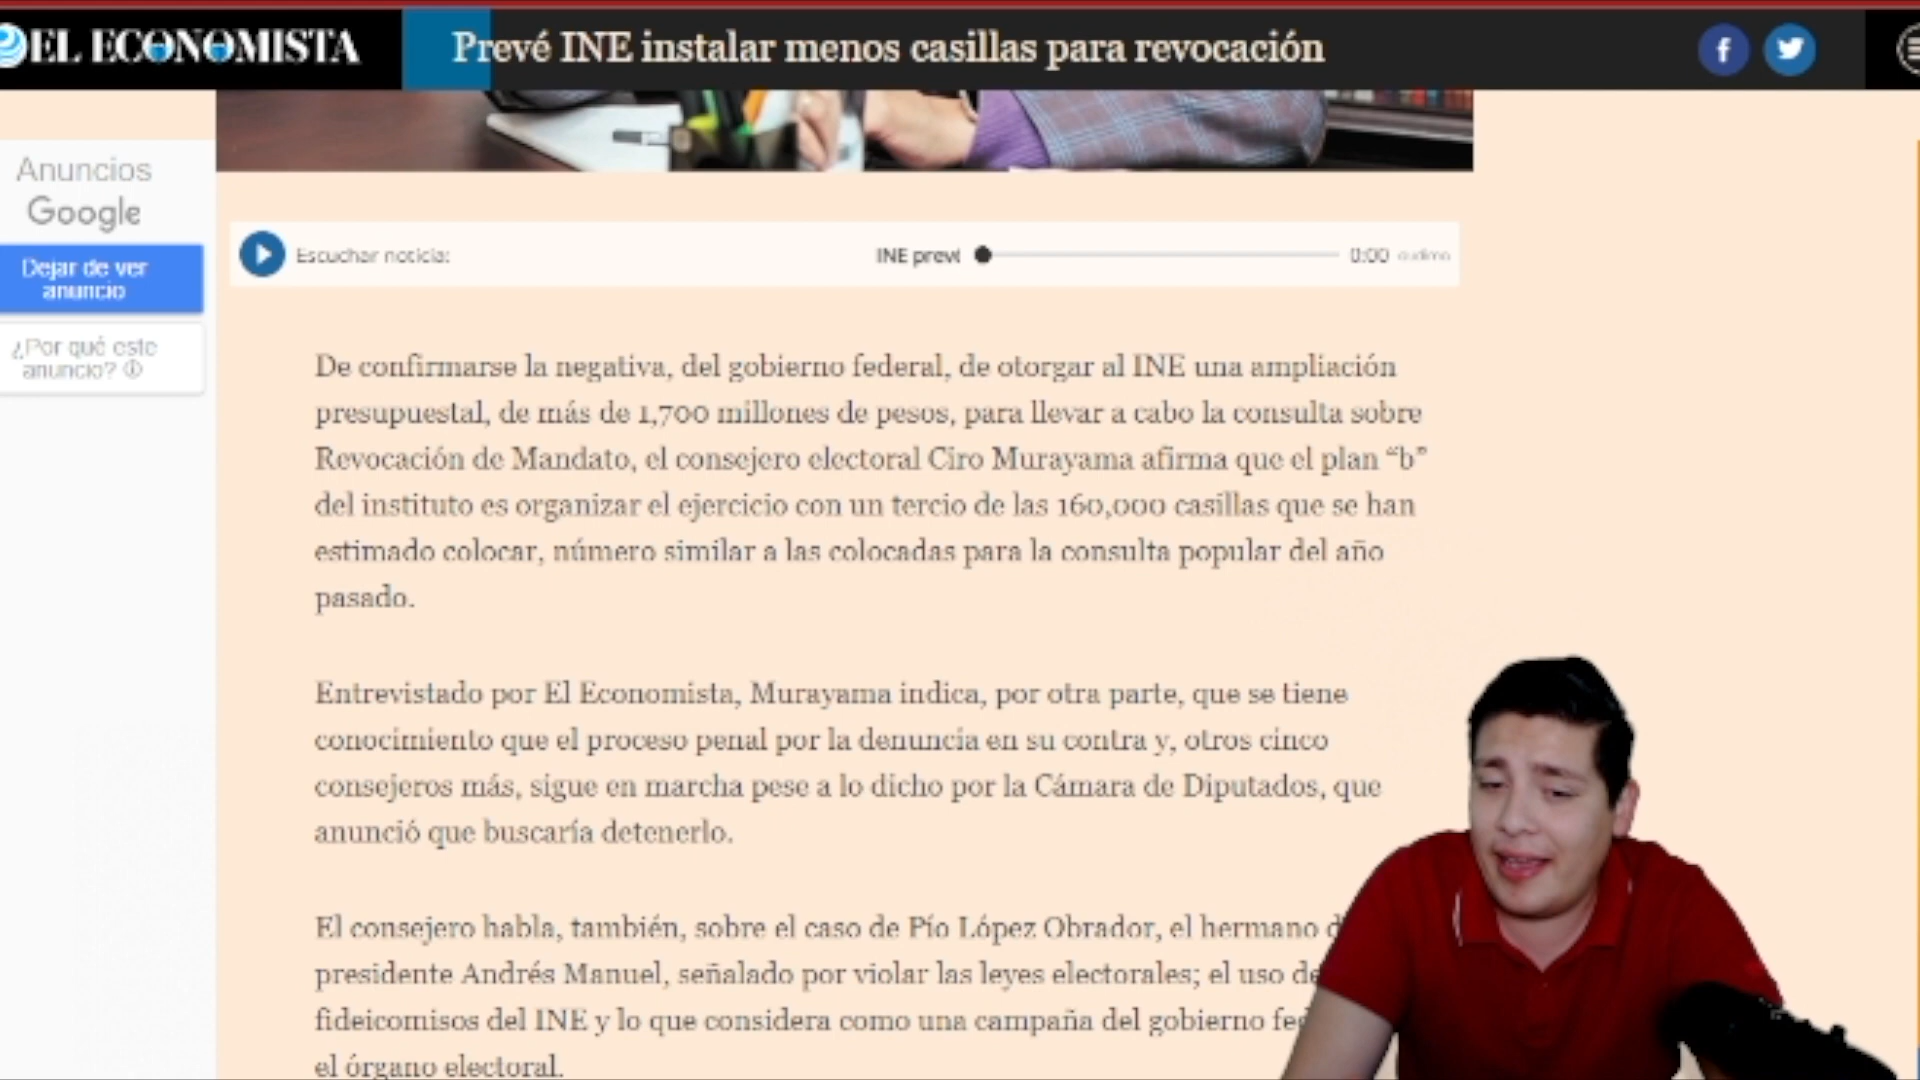 EL ECONOMISTA
Prevé INE instalar menos casillas para revocación
Anuncios
Google
Dejar de ver
anuncio
¿Por qué este
anuncio?
Escuchar noticia:
INE previ
0:00
audima
De confirmarse la negativa, del gobierno federal, de otorgar al INE una ampliación
presupuestal, de más de 1,700 millones de pesos, para llevar a cabo la consulta sobre
Revocación de Mandato, el consejero electoral Ciro Murayama afirma que el plan “b”
del instituto es organizar el ejercicio con un tercio de las 160,000 casillas que se han
estimado colocar, número similar a las colocadas para la consulta popular del año
pasado.
Entrevistado por El Economista, Murayama indica, por otra parte, que se tiene
conocimiento que el proceso penal por la denuncia en su contra y, otros cinco
consejeros más, sigue en marcha pese a lo dicho por la Cámara de Diputados, que
anunció que buscaría detenerlo.
El consejero habla, también, sobre el caso de Pío López Obrador, el hermano d
presidente Andrés Manuel, señalado por violar las leyes electorales; el uso de
fideicomisos del INE y lo que considera como una campaña del gobierno fed
el órgano electoral.